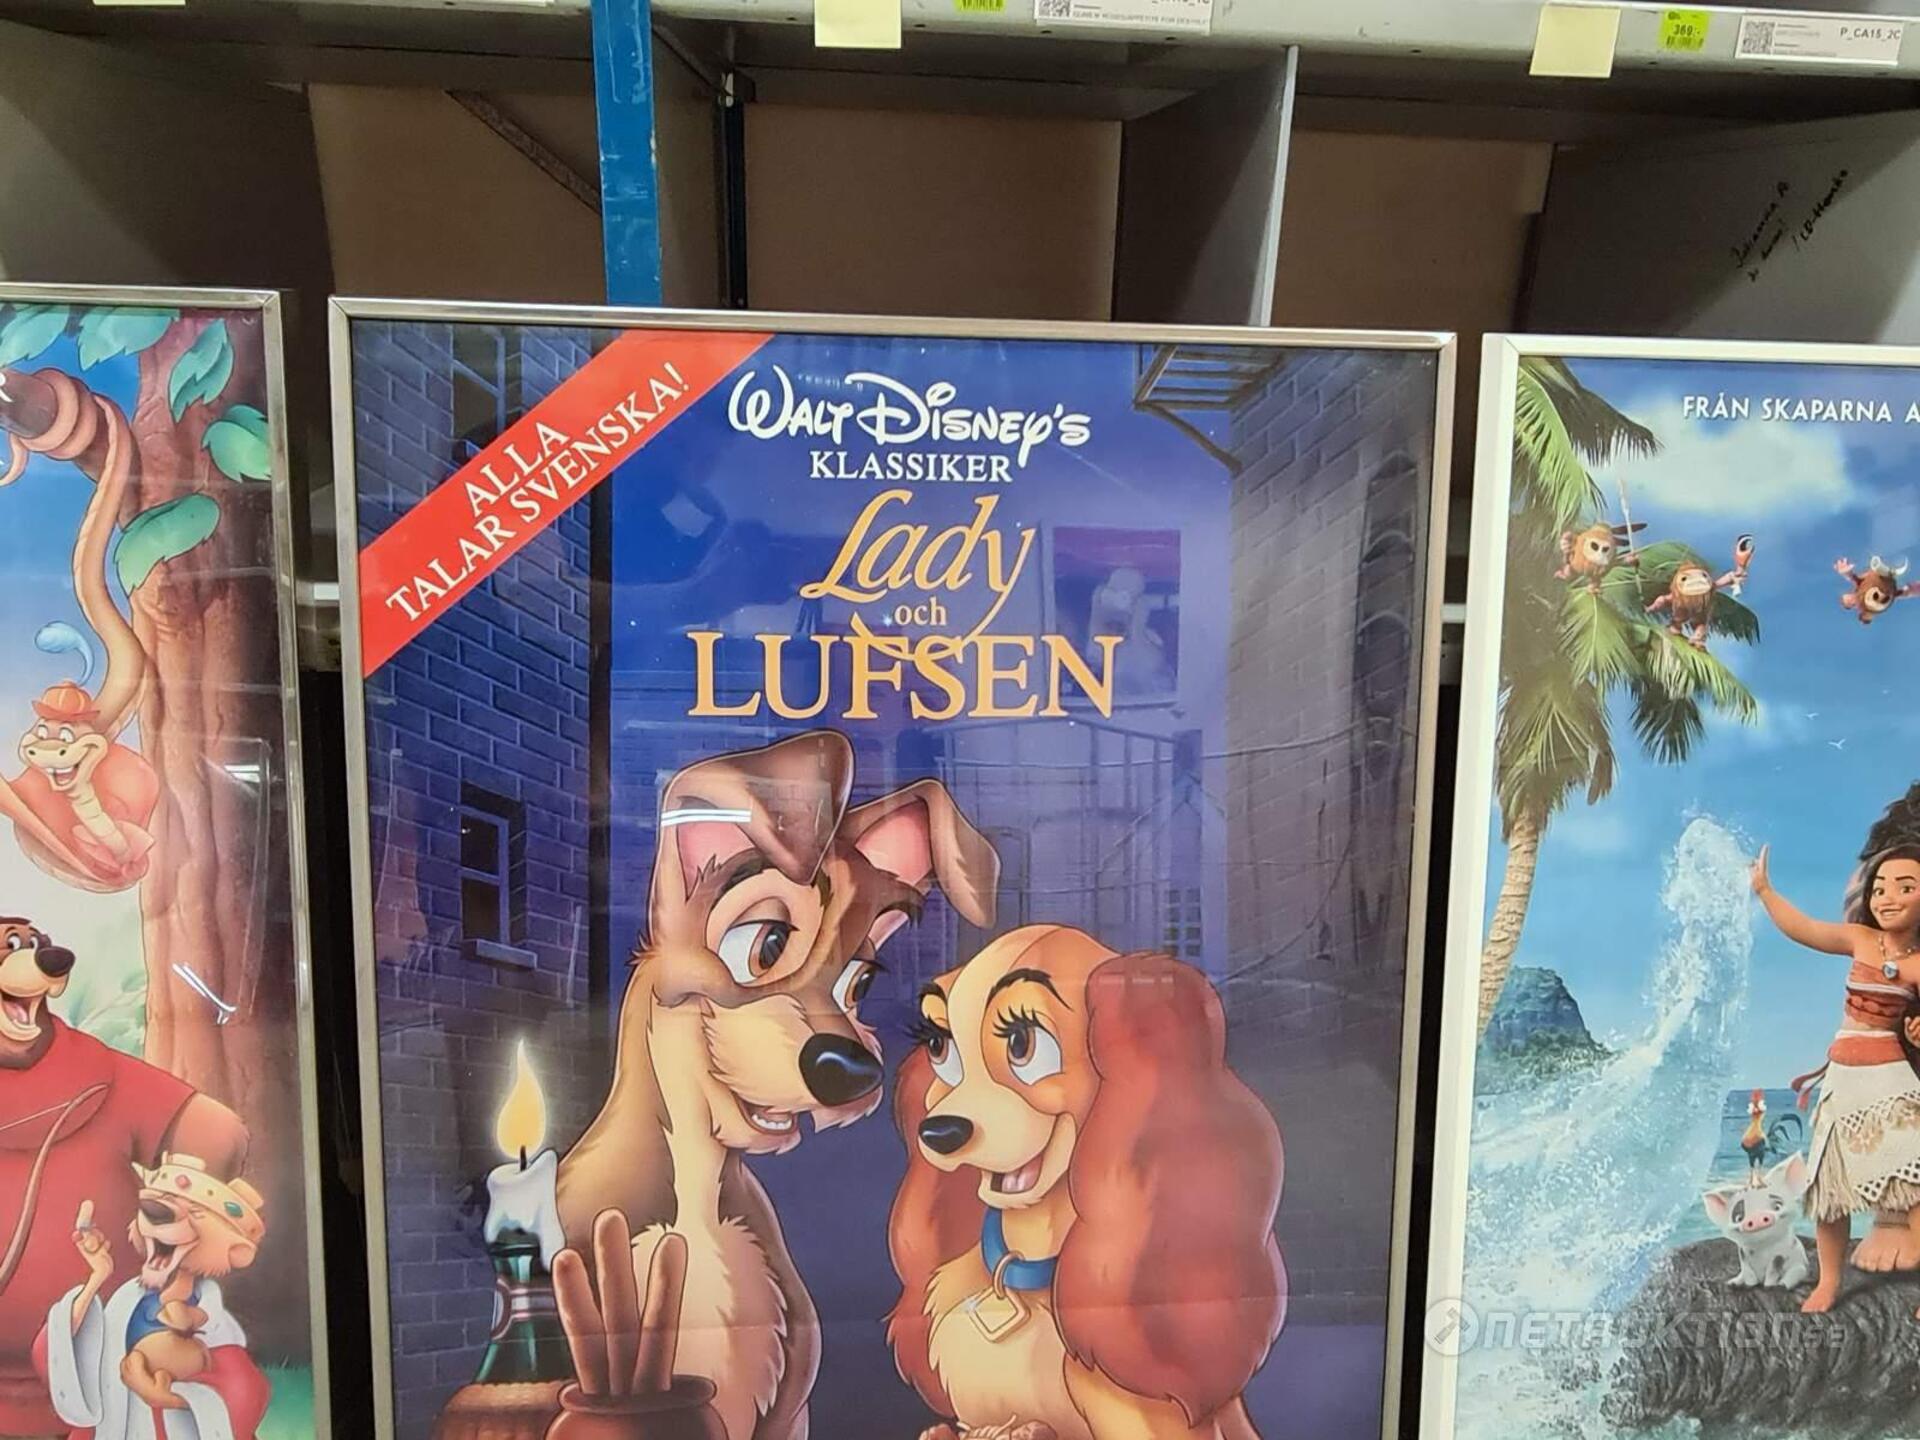 369:-
P_CA15_2C
ALLA
TALAR SVENSKA!
WALT DISNEY'S
KLASSIKER
Lady
och
LUFSEN
FRÅN SKAPARNA A
NETAUKTION.SE